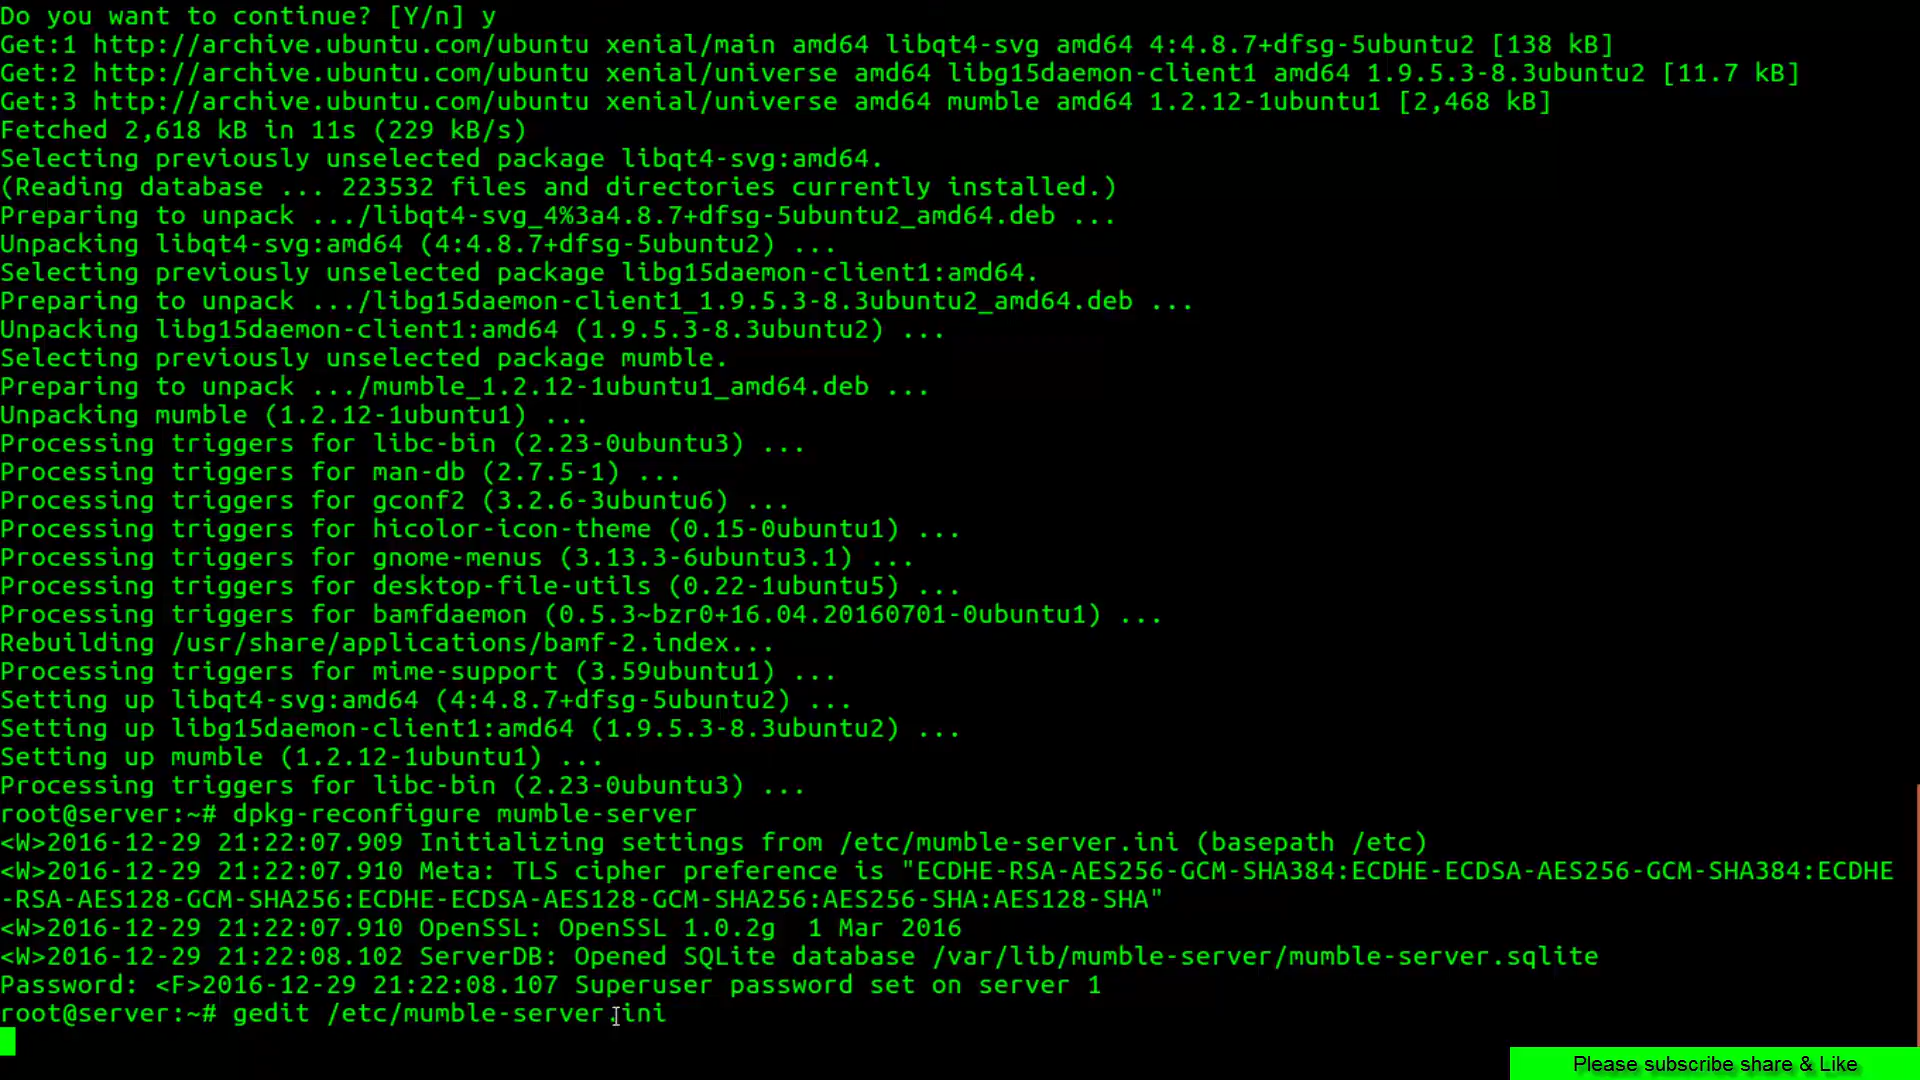 Do you want to continue? [Y/n] y
Get:1 http://archive.ubuntu.com/ubuntu xenial/main amd64 libqt4-svg amd64 4:4.8.7+dfsg-5ubuntu2 [138 kB]
Get:2 http://archive.ubuntu.com/ubuntu xenial/universe amd64 libg15daemon-client1 amd64 1.9.5.3-8.3ubuntu2 [11.7 kB]
Get:3 http://archive.ubuntu.com/ubuntu xenial/universe amd64 mumble amd64 1.2.12-1ubuntu1 [2,468 kB]
Fetched 2,618 kB in 11s (229 kB/s)
Selecting previously unselected package libqt4-svg:amd64.
(Reading database ... 223532 files and directories currently installed.)
Preparing to unpack .../libqt4-svg_4%3a4.8.7+dfsg-5ubuntu2_amd64.deb ...
Unpacking libqt4-svg:amd64 (4:4.8.7+dfsg-5ubuntu2) ...
Selecting previously unselected package libg15daemon-client1:amd64.
Preparing to unpack .../libg15daemon-client1_1.9.5.3-8.3ubuntu2_amd64.deb ...
Unpacking libg15daemon-client1:amd64 (1.9.5.3-8.3ubuntu2) ...
Selecting previously unselected package mumble.
Preparing to unpack .../mumble_1.2.12-1ubuntu1_amd64.deb ...
Unpacking mumble (1.2.12-1ubuntu1) ...
Processing triggers for libc-bin (2.23-0ubuntu3) ...
Processing triggers for man-db (2.7.5-1) ...
Processing triggers for gconf2 (3.2.6-3ubuntu6) ...
Processing triggers for hicolor-icon-theme (0.15-0ubuntu1) ...
Processing triggers for gnome-menus (3.13.3-6ubuntu3.1) ...
Processing triggers for desktop-file-utils (0.22-1ubuntu5) ...
Processing triggers for bamfdaemon (0.5.3~bzr0+16.04.20160701-0ubuntu1) ...
Rebuilding /usr/share/applications/bamf-2.index...
Processing triggers for mime-support (3.59ubuntu1) ...
Setting up libqt4-svg:amd64 (4:4.8.7+dfsg-5ubuntu2) ...
Setting up libg15daemon-client1:amd64 (1.9.5.3-8.3ubuntu2) ...
Setting up mumble (1.2.12-1ubuntu1) ...
Processing triggers for libc-bin (2.23-0ubuntu3) ...
root@server:~# dpkg-reconfigure mumble-server
<W>2016-12-29 21:22:07.909 Initializing settings from /etc/mumble-server.ini (basepath /etc)
<W>2016-12-29 21:22:07.910 Meta: TLS cipher preference is "ECDHE-RSA-AES256-GCM-SHA384:ECDHE-ECDSA-AES256-GCM-SHA384:ECDHE
-RSA-AES128-GCM-SHA256:ECDHE-ECDSA-AES128-GCM-SHA256:AES256-SHA:AES128-SHA"
<W>2016-12-29 21:22:07.910 OpenSSL: OpenSSL 1.0.2g  1 Mar 2016
<W>2016-12-29 21:22:08.102 ServerDB: Opened SQLite database /var/lib/mumble-server/mumble-server.sqlite
Password: <F>2016-12-29 21:22:08.107 Superuser password set on server 1
root@server:~# gedit /etc/mumble-server.ini
Please subscribe share & Like